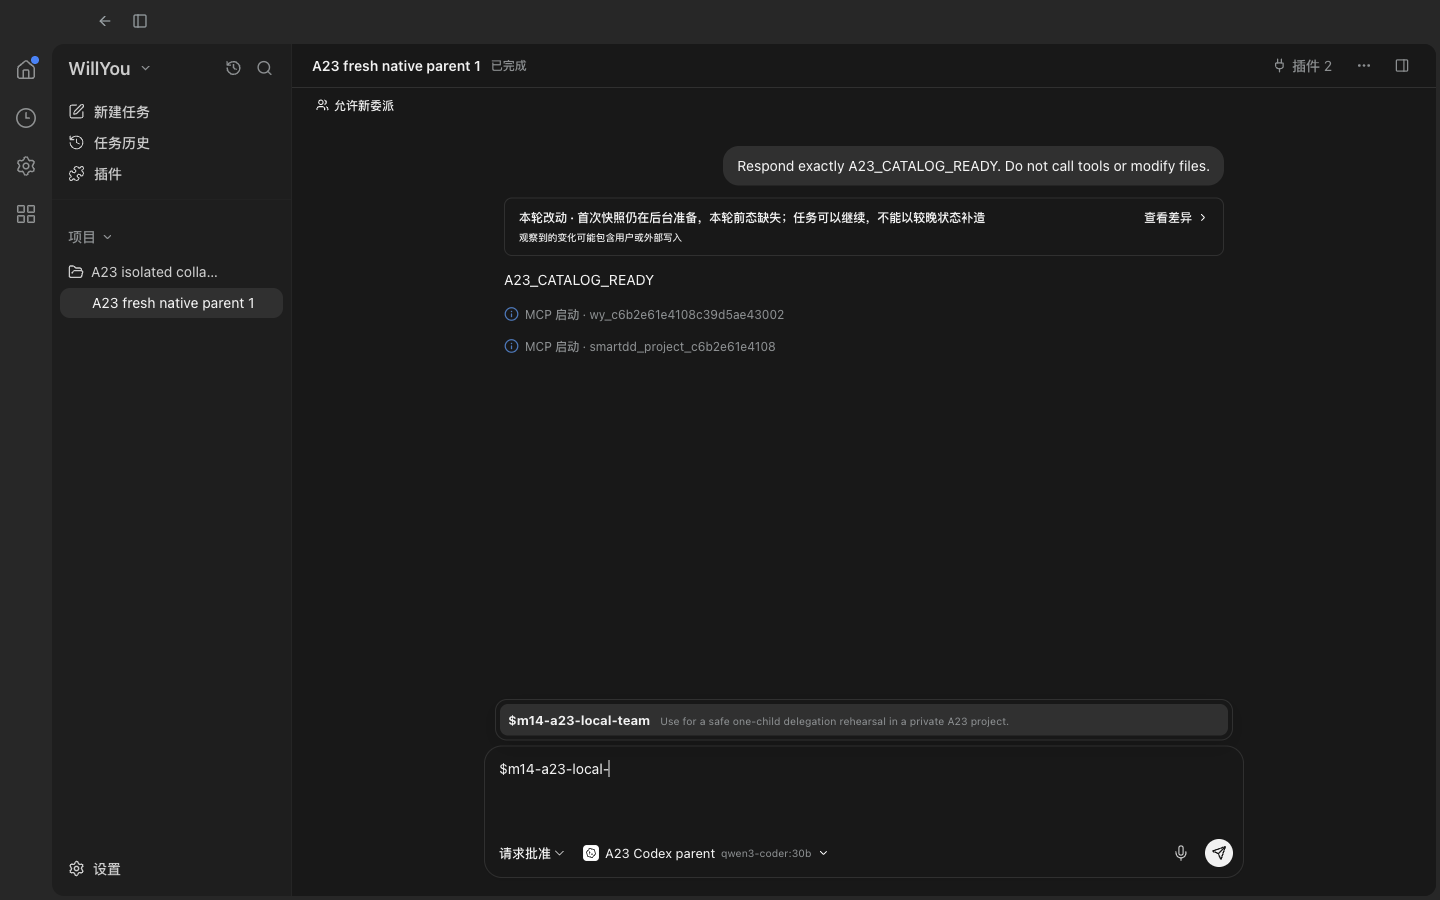 WillYou
新建任务
任务历史
插件
项目
A23 isolated colla...
A23 fresh native parent 1
设置
A23 fresh native parent 1 已完成
插件 2
允许新委派
Respond exactly A23_CATALOG_READY. Do not call tools or modify files.
本轮改动 · 首次快照仍在后台准备，本轮前态缺失；任务可以继续，不能以较晚状态补造
查看差异
观察到的变化可能包含用户或外部写入
A23_CATALOG_READY
MCP 启动 · wy_c6b2e61e4108c39d5ae43002
MCP 启动 · smartdd_project_c6b2e61e4108
$m14-a23-local-team Use for a safe one-child delegation rehearsal in a private A23 project.
$m14-a23-local-
请求批准 A23 Codex parent qwen3-coder:30b